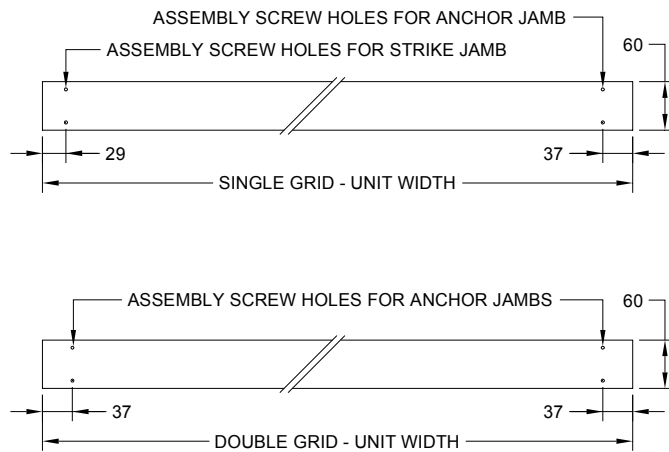 ASSEMBLY SCREW HOLES FOR ANCHOR JAMB
ASSEMBLY SCREW HOLES FOR STRIKE JAMB
60
29
37
SINGLE GRID - UNIT WIDTH
ASSEMBLY SCREW HOLES FOR ANCHOR JAMBS
60
37
37
DOUBLE GRID - UNIT WIDTH